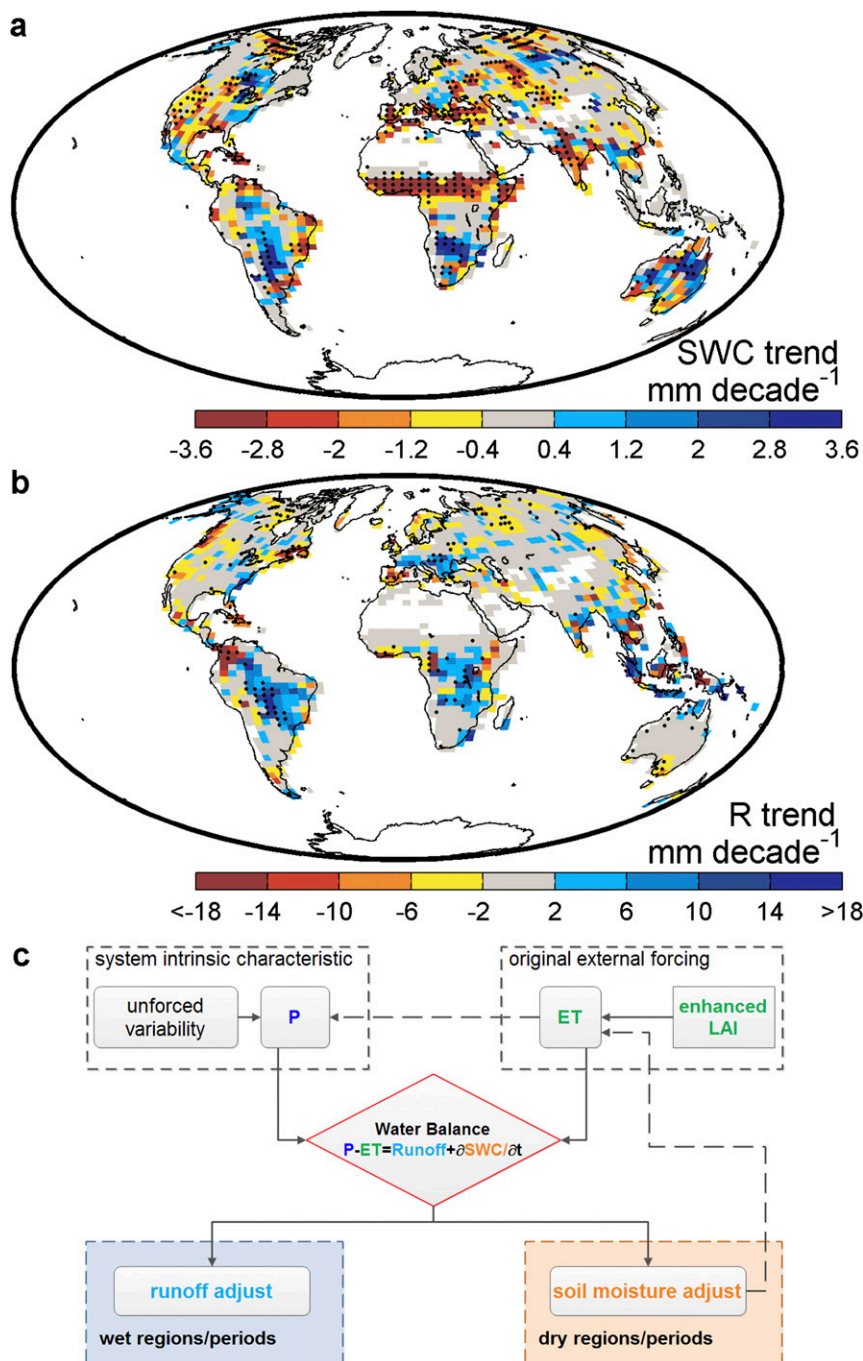 a
SWC trend
mm decade⁻¹
-3.6 -2.8 -2 -1.2 -0.4 0.4 1.2 2 2.8 3.6
b
R trend
mm decade⁻¹
<-18 -14 -10 -6 -2 2 6 10 14 >18
c
system intrinsic characteristic
original external forcing
unforced
variability
P
ET
enhanced
LAI
Water Balance
P-ET=Runoff+∂SWC/∂t
runoff adjust
soil moisture adjust
wet regions/periods
dry regions/periods